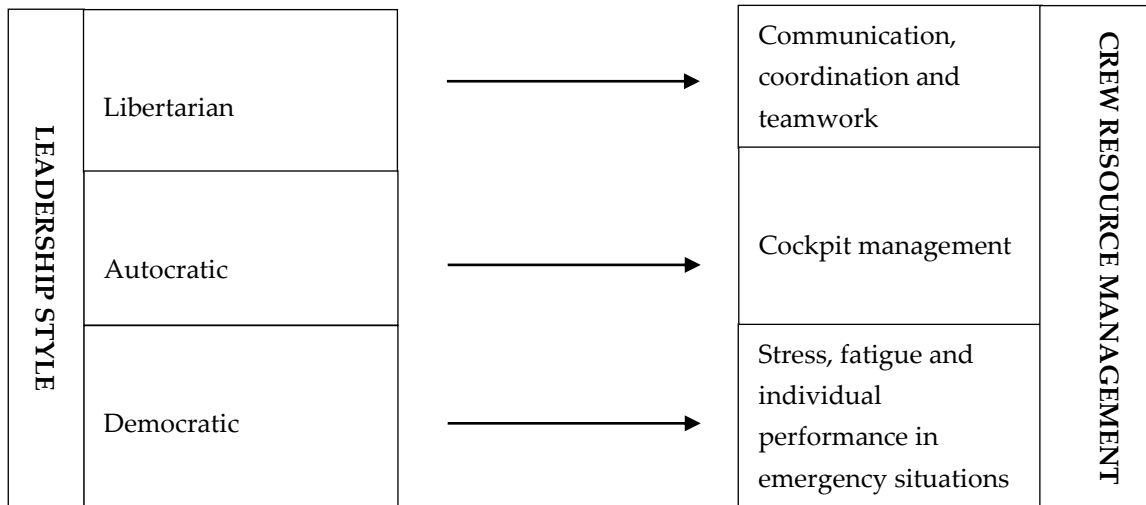 LEADERSHIP STYLE
Libertarian
Autocratic
Democratic
Communication,
coordination and
teamwork
Cockpit management
Stress, fatigue and
individual
performance in
emergency situations
CREW RESOURCE MANAGEMENT